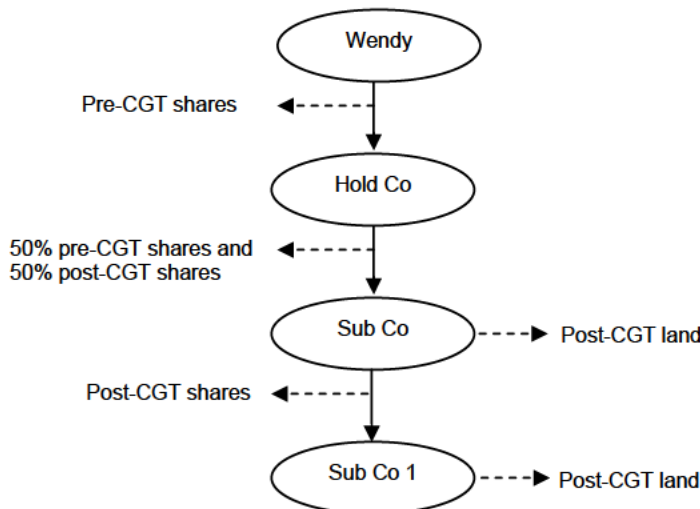 Wendy
Pre-CGT shares
Hold Co
50% pre-CGT shares and
50% post-CGT shares
Sub Co
Post-CGT land
Post-CGT shares
Sub Co 1
Post-CGT land